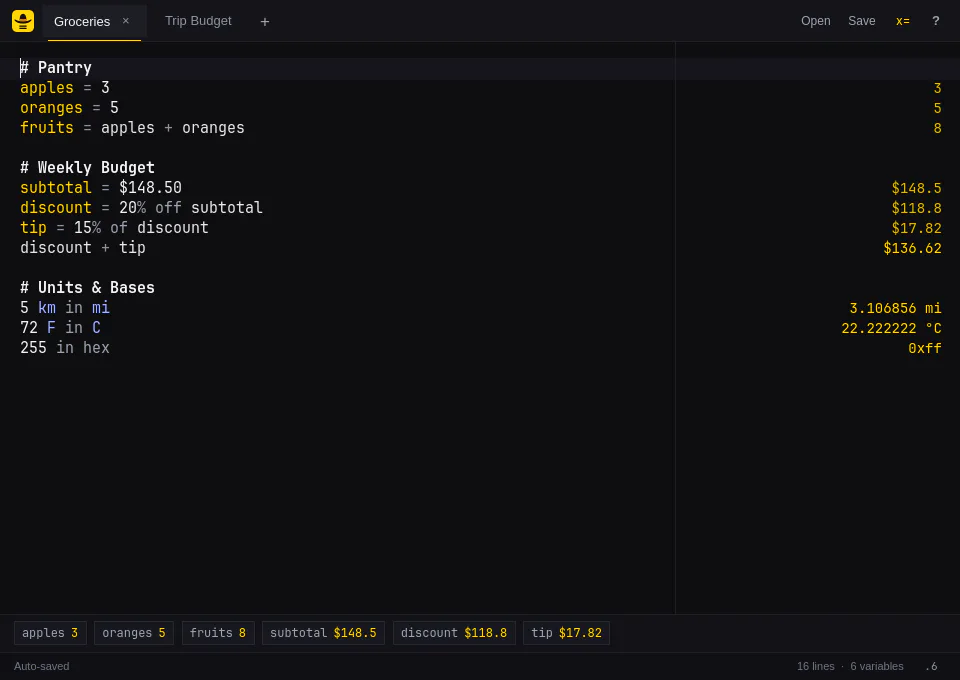 Groceries × Trip Budget + Open Save x= ?
# Pantry
apples = 3 3
oranges = 5 5
fruits = apples + oranges 8
# Weekly Budget
subtotal = $148.50 $148.5
discount = 20% off subtotal $118.8
tip = 15% of discount $17.82
discount + tip $136.62
# Units & Bases
5 km in mi 3.106856 mi
72 F in C 22.222222 °C
255 in hex 0xff
apples 3 oranges 5 fruits 8 subtotal $148.5 discount $118.8 tip $17.82
Auto-saved 16 lines · 6 variables .6